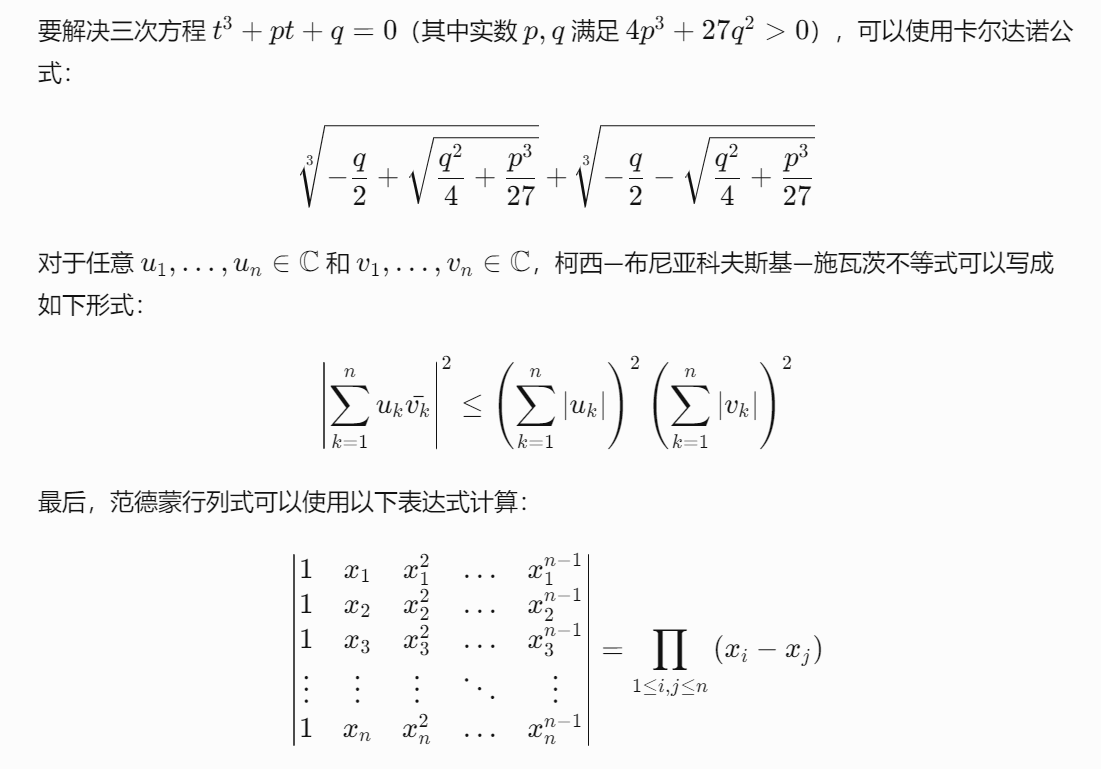 要解决三次方程 $t^3 + pt + q = 0$（其中实数 $p, q$ 满足 $4p^3 + 27q^2 > 0$），可以使用卡尔达诺公
式：
$$\sqrt[3]{-\frac{q}{2} + \sqrt{\frac{q^2}{4} + \frac{p^3}{27}}} + \sqrt[3]{-\frac{q}{2} - \sqrt{\frac{q^2}{4} + \frac{p^3}{27}}}$$
对于任意 $u_1, \ldots, u_n \in \mathbb{C}$ 和 $v_1, \ldots, v_n \in \mathbb{C}$，柯西–布尼亚科夫斯基–施瓦茨不等式可以写成
如下形式：
$$\left| \sum_{k=1}^{n} u_k \bar{v_k} \right|^2 \leq \left( \sum_{k=1}^{n} |u_k| \right)^2 \left( \sum_{k=1}^{n} |v_k| \right)^2$$
最后，范德蒙行列式可以使用以下表达式计算：
$$\begin{vmatrix} 1 & x_1 & x_1^2 & \ldots & x_1^{n-1} \\ 1 & x_2 & x_2^2 & \ldots & x_2^{n-1} \\ 1 & x_3 & x_3^2 & \ldots & x_3^{n-1} \\ \vdots & \vdots & \vdots & \ddots & \vdots \\ 1 & x_n & x_n^2 & \ldots & x_n^{n-1} \end{vmatrix} = \prod_{1 \leq i,j \leq n} (x_i - x_j)$$